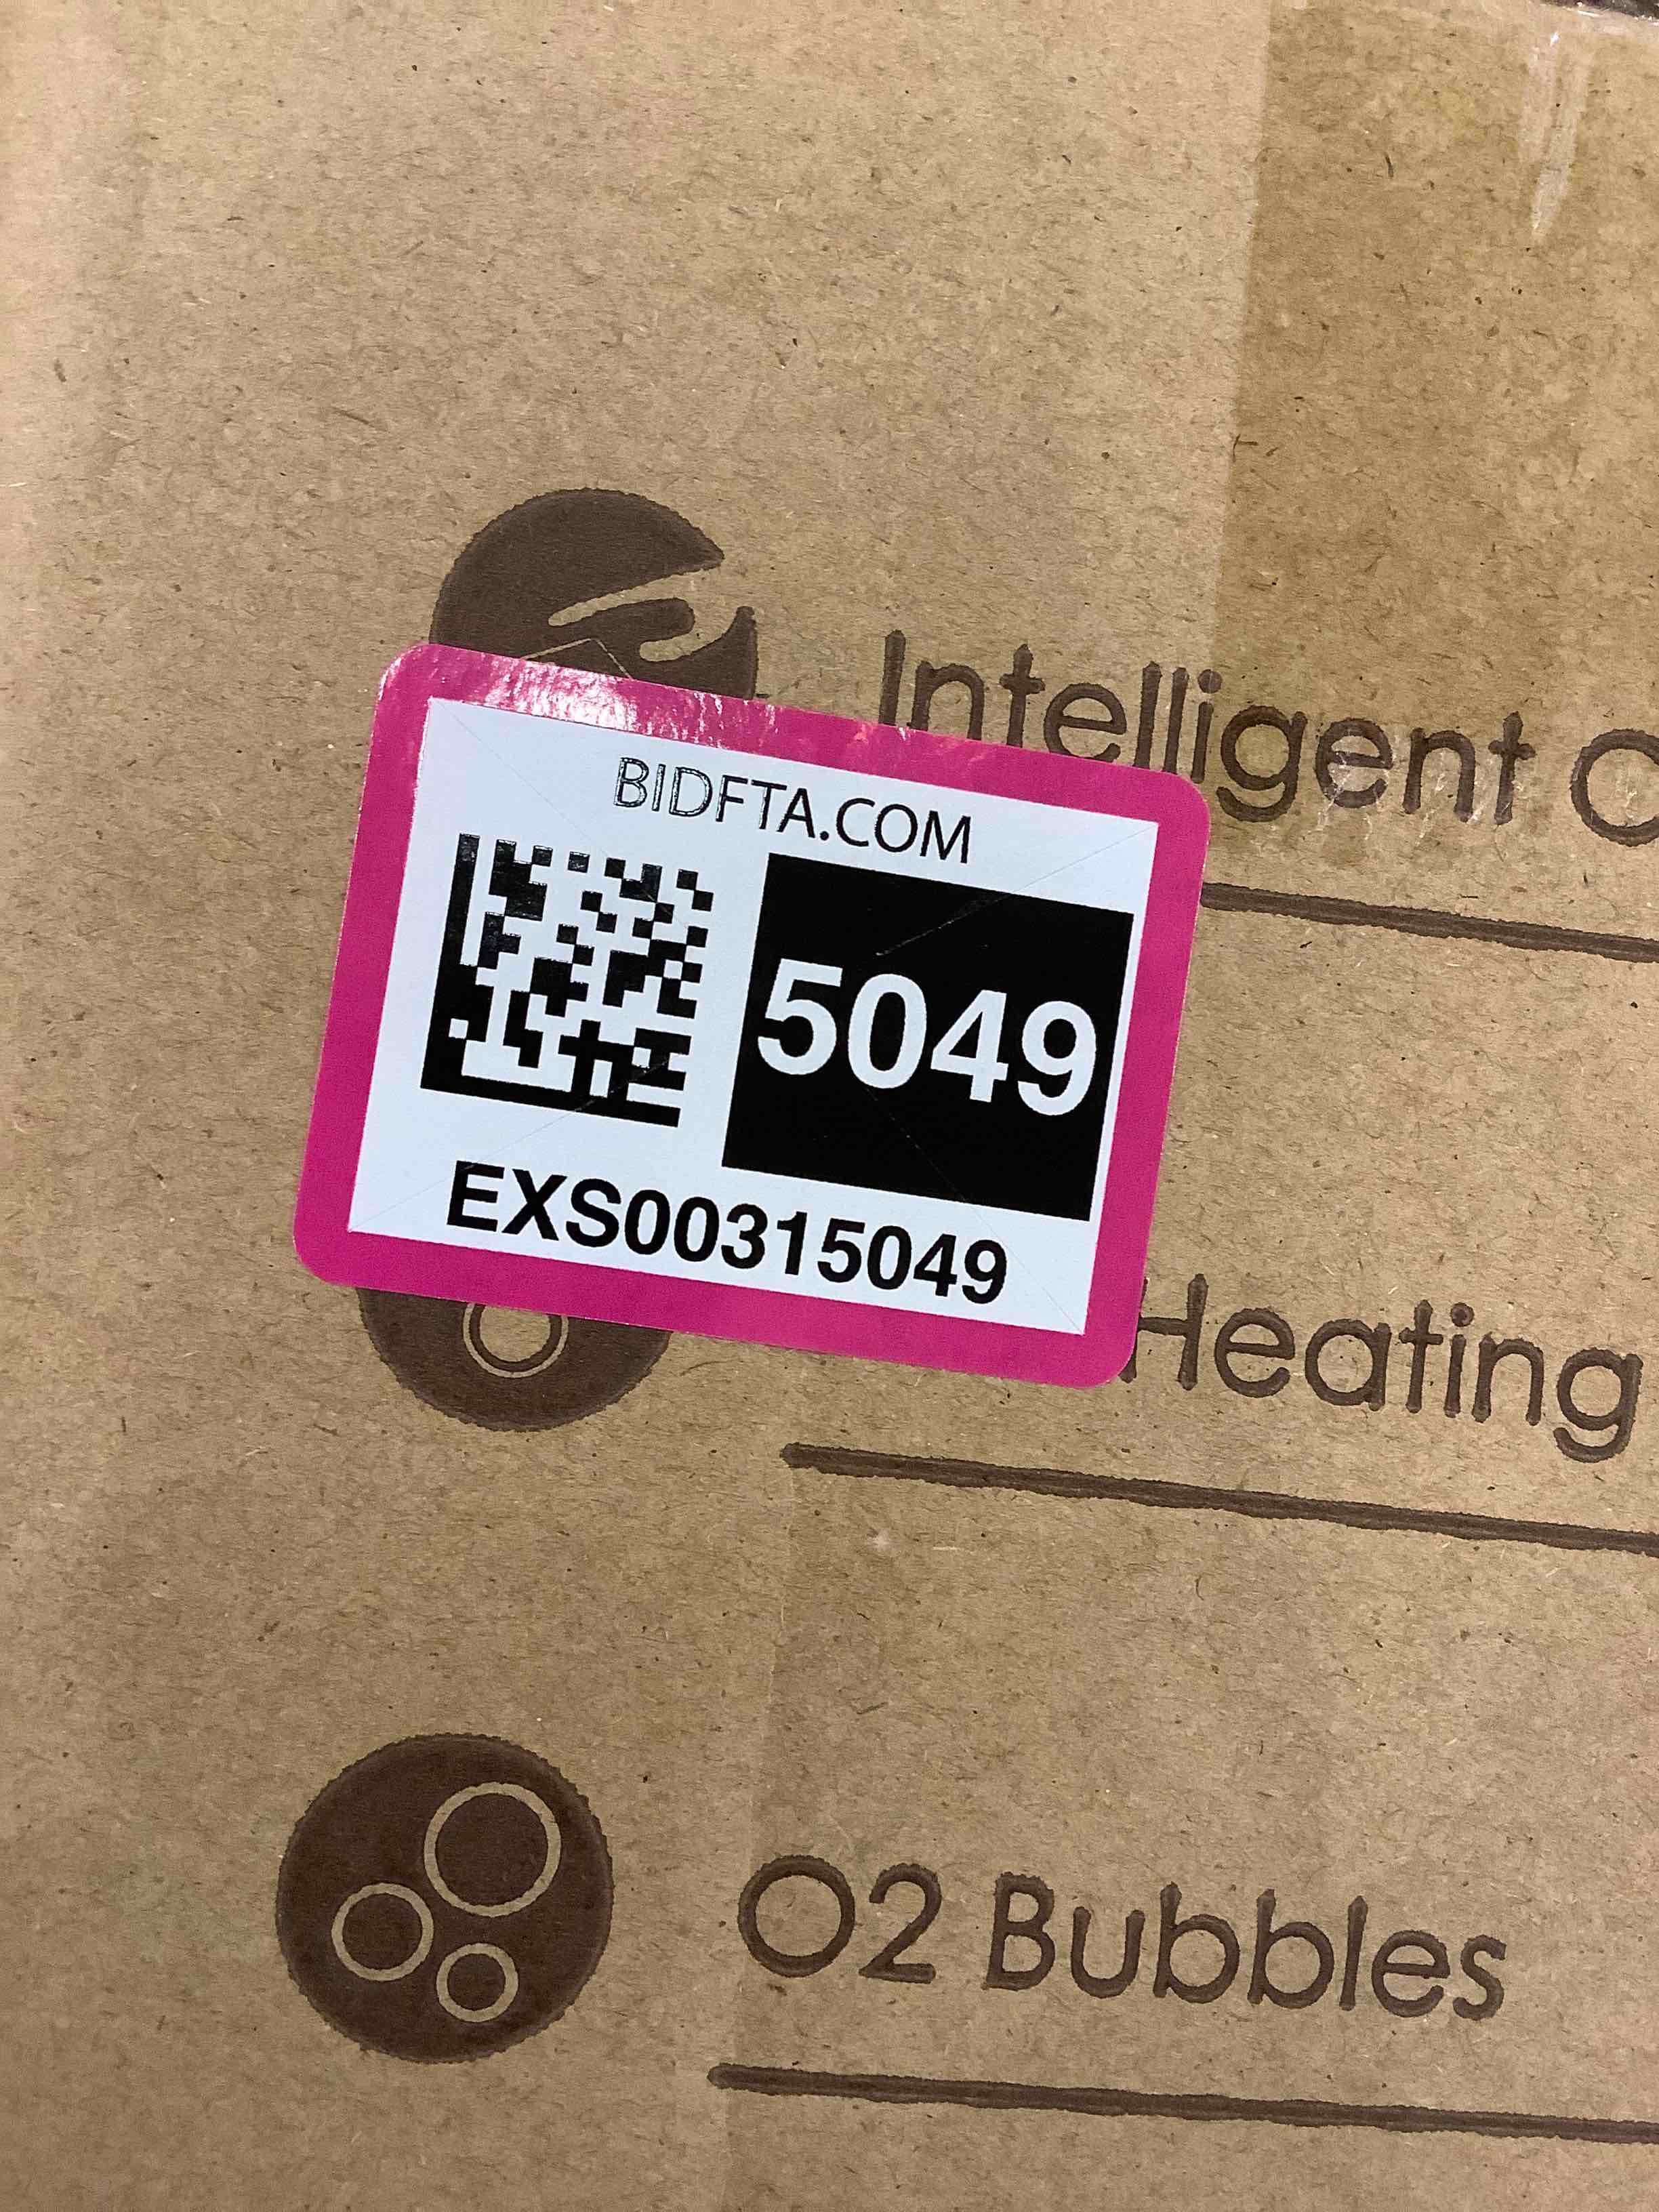 Intelligent
BIDFTA.COM
5049
EXS00315049
Heating
O2 Bubbles